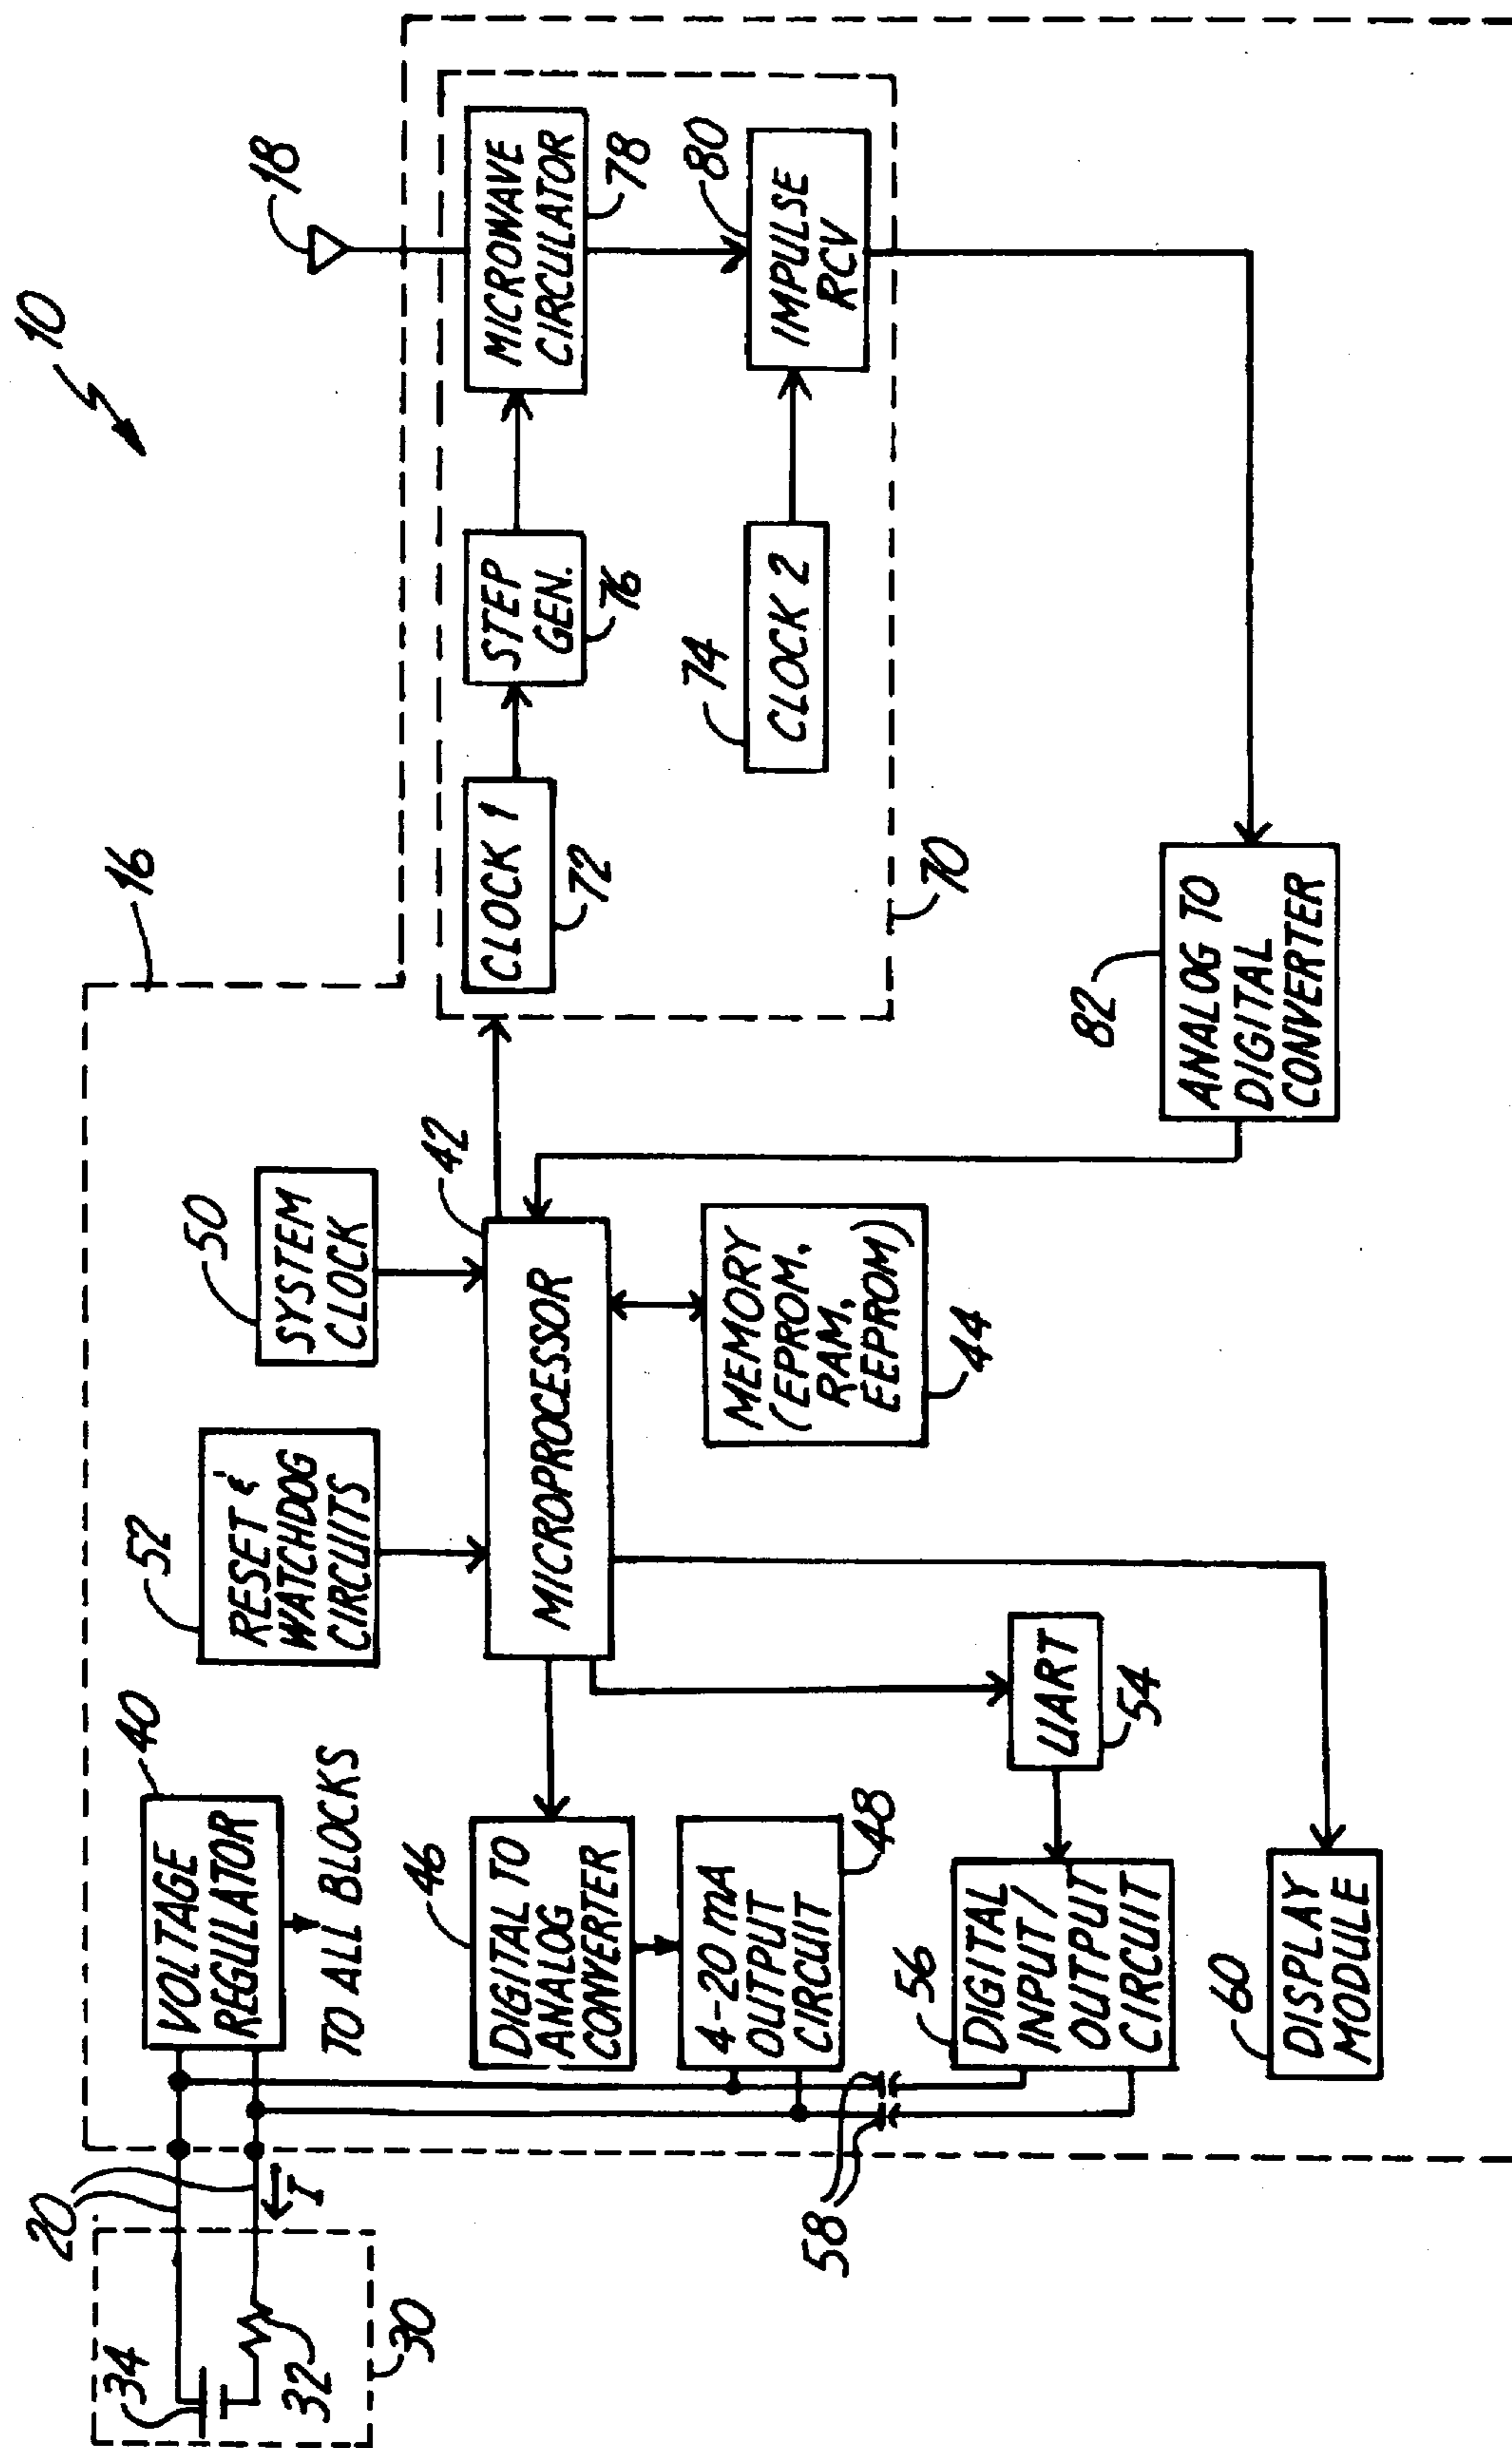 10
16
18
20
34
32
30
I
VOLTAGE
REGULATOR
40
TO ALL BLOCKS
RESET &
WATCHDOG
CIRCUITS
52
SYSTEM
CLOCK
50
MICROPROCESSOR
42
MEMORY
(EPROM,
RAM,
EEPROM)
44
DIGITAL TO
ANALOG
CONVERTER
46
4-20 mA
OUTPUT
CIRCUIT
48
UART
54
DIGITAL
INPUT/
OUTPUT
CIRCUIT
56
58
DISPLAY
MODULE
60
CLOCK 1
72
STEP
GEN.
76
MICROWAVE
CIRCULATOR
78
CLOCK 2
74
IMPULSE
RCV
80
70
ANALOG TO
DIGITAL
CONVERTER
82